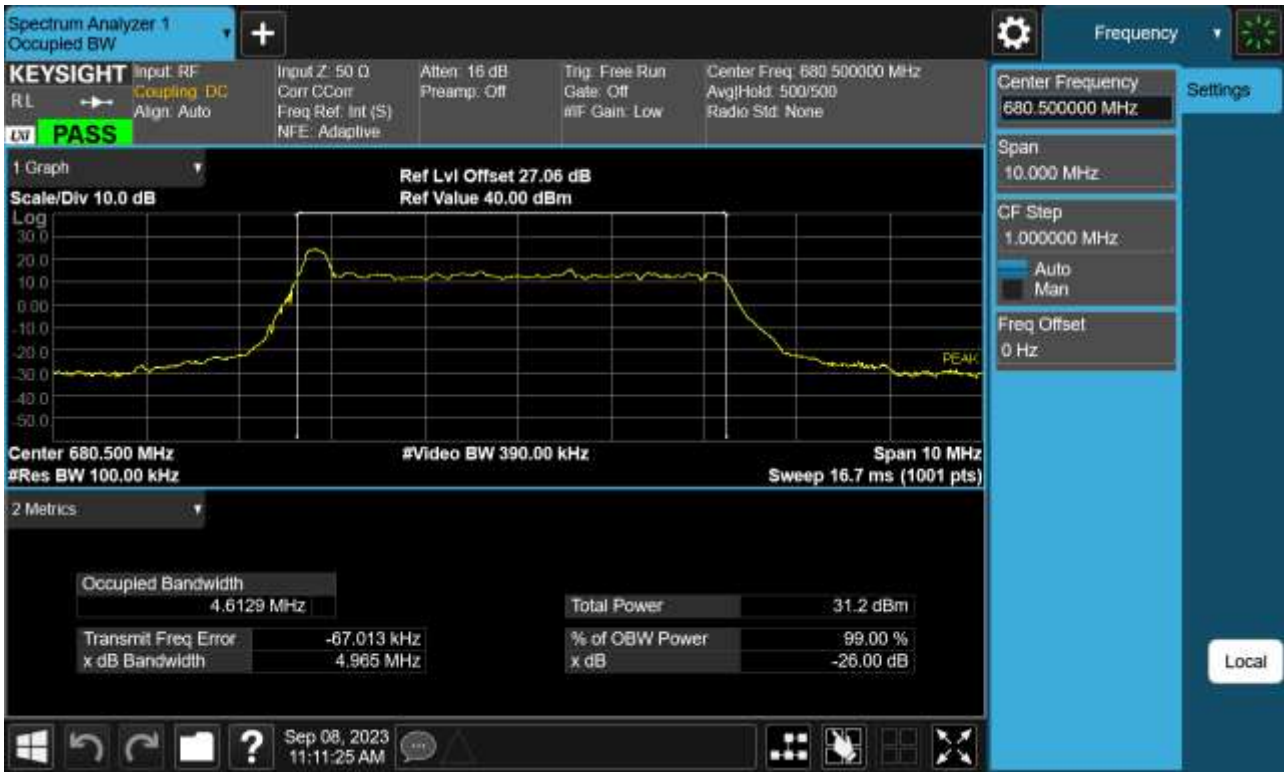 Spectrum Analyzer 1
Occupied BW
+
Frequency
KEYSIGHT
RL
LXI
PASS
Input: RF
Coupling: DC
Align: Auto
Input Z: 50 Ω
Corr CCorr
Freq Ref: Int (S)
NFE: Adaptive
Atten: 16 dB
Preamp: Off
Trig: Free Run
Gate: Off
#IF Gain: Low
Center Freq: 680.500000 MHz
Avg|Hold: 500/500
Radio Std: None
Center Frequency
680.500000 MHz
Settings
Span
10.000 MHz
CF Step
1.000000 MHz
Auto
Man
Freq Offset
0 Hz
1 Graph
Ref Lvl Offset 27.06 dB
Scale/Div 10.0 dB
Ref Value 40.00 dBm
Log
30.0
20.0
10.0
0.00
-10.0
-20.0
-30.0
-40.0
-50.0
PEAK
Center 680.500 MHz
#Video BW 390.00 kHz
Span 10 MHz
#Res BW 100.00 kHz
Sweep 16.7 ms (1001 pts)
2 Metrics
Occupied Bandwidth
4.6129 MHz
Total Power 31.2 dBm
Transmit Freq Error -67.013 kHz
% of OBW Power 99.00 %
x dB Bandwidth 4.965 MHz
x dB -26.00 dB
Local
?
Sep 08, 2023
11:11:25 AM